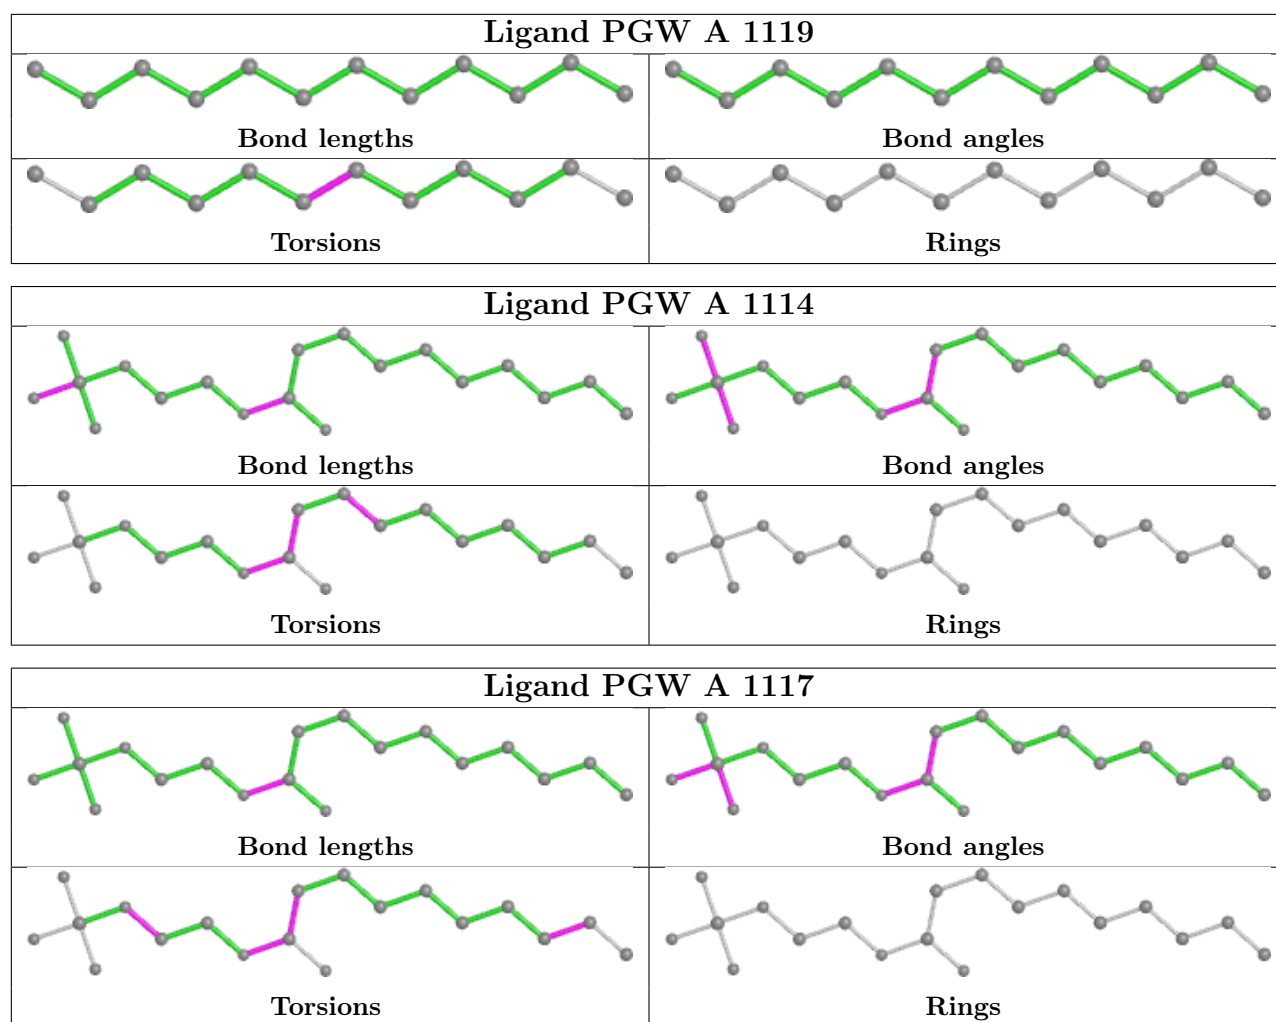 Ligand PGW A 1119
Bond lengths
Bond angles
Torsions
Rings
Ligand PGW A 1114
Bond lengths
Bond angles
Torsions
Rings
Ligand PGW A 1117
Bond lengths
Bond angles
Torsions
Rings